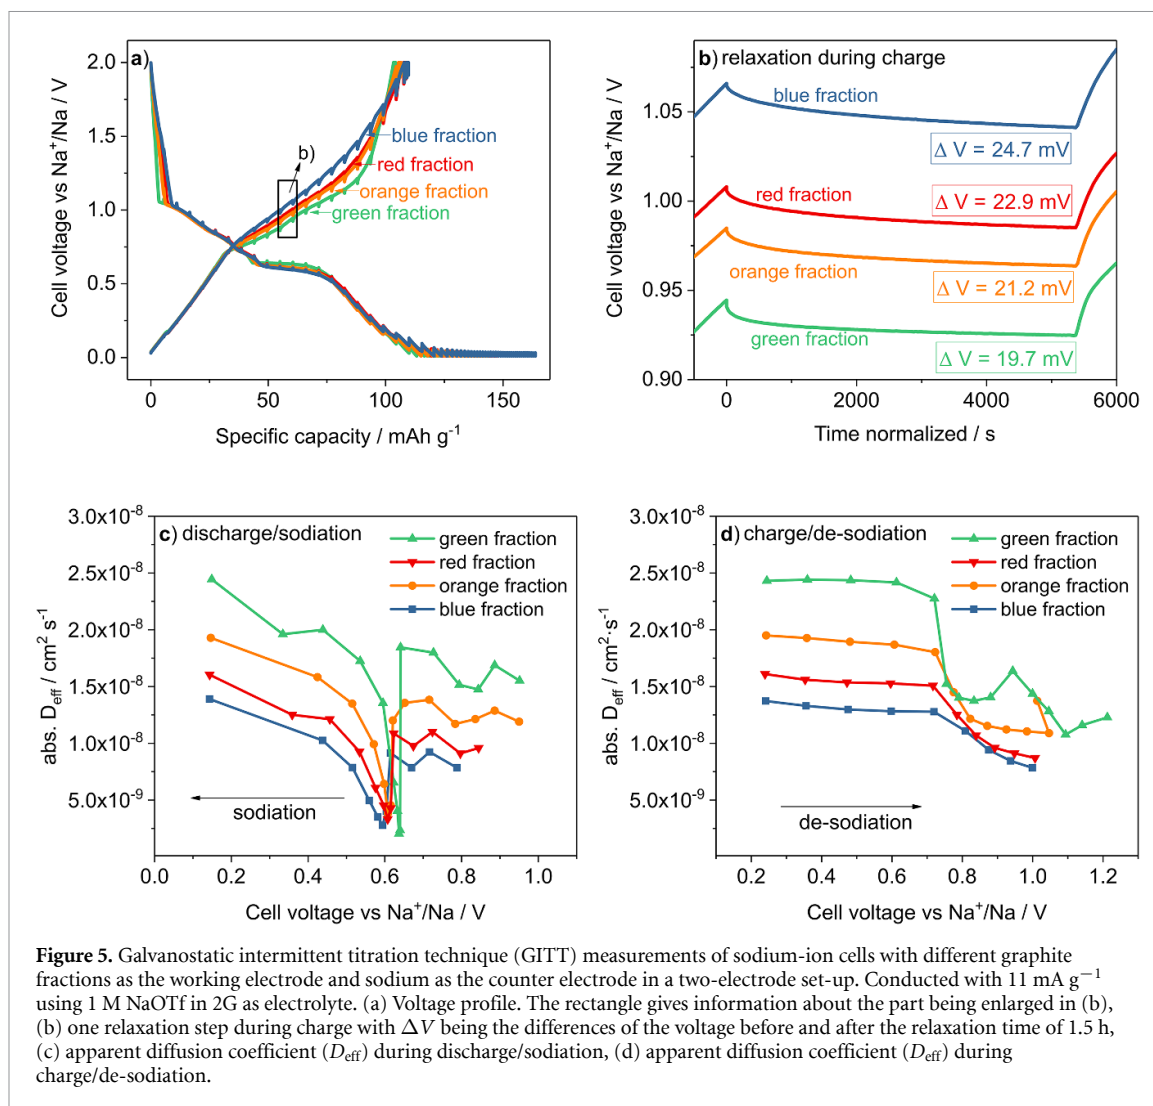 a)
Cell voltage vs Na⁺/Na / V
2.0
1.5
1.0
0.5
0.0
blue fraction
b)
red fraction
orange fraction
green fraction
0
50
100
150
Specific capacity / mAh g⁻¹
b) relaxation during charge
Cell voltage vs Na⁺/Na / V
1.05
1.00
0.95
0.90
blue fraction
Δ V = 24.7 mV
red fraction
Δ V = 22.9 mV
orange fraction
Δ V = 21.2 mV
green fraction
Δ V = 19.7 mV
0
2000
4000
6000
Time normalized / s
c) discharge/sodiation
abs. D_eff / cm² s⁻¹
3.0x10⁻⁸
2.5x10⁻⁸
2.0x10⁻⁸
1.5x10⁻⁸
1.0x10⁻⁸
5.0x10⁻⁹
green fraction
red fraction
orange fraction
blue fraction
sodiation
0.0
0.2
0.4
0.6
0.8
1.0
Cell voltage vs Na⁺/Na / V
d) charge/de-sodiation
abs. D_eff / cm²·s⁻¹
3.0x10⁻⁸
2.5x10⁻⁸
2.0x10⁻⁸
1.5x10⁻⁸
1.0x10⁻⁸
5.0x10⁻⁹
green fraction
red fraction
orange fraction
blue fraction
de-sodiation
0.2
0.4
0.6
0.8
1.0
1.2
Cell voltage vs Na⁺/Na / V
Figure 5. Galvanostatic intermittent titration technique (GITT) measurements of sodium-ion cells with different graphite
fractions as the working electrode and sodium as the counter electrode in a two-electrode set-up. Conducted with 11 mA g⁻¹
using 1 M NaOTf in 2G as electrolyte. (a) Voltage profile. The rectangle gives information about the part being enlarged in (b),
(b) one relaxation step during charge with ΔV being the differences of the voltage before and after the relaxation time of 1.5 h,
(c) apparent diffusion coefficient (D_eff) during discharge/sodiation, (d) apparent diffusion coefficient (D_eff) during
charge/de-sodiation.